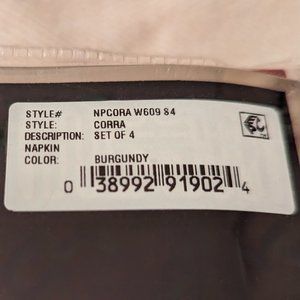 STYLE# NPCORA W609 84
STYLE: CORRA
DESCRIPTION: SET OF 4
NAPKIN
COLOR: BURGUNDY
0 38992 91902 4